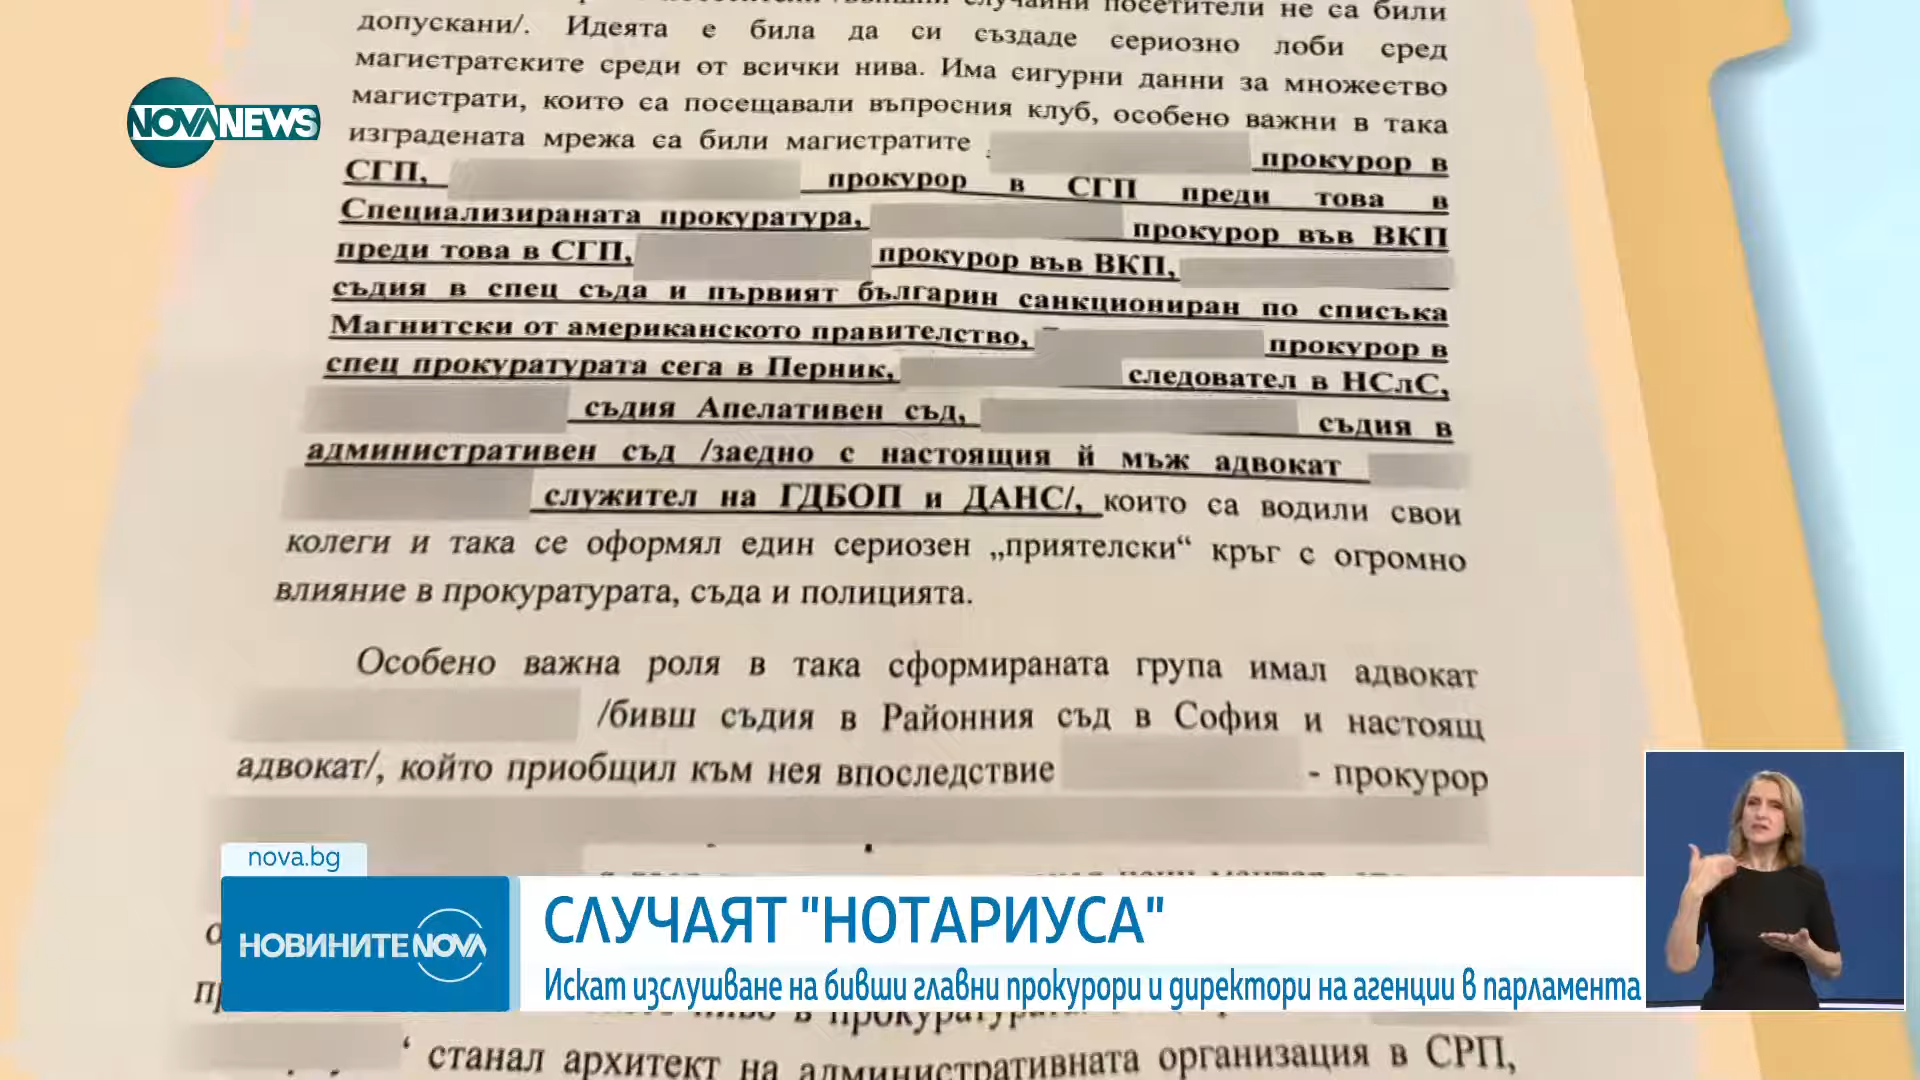 случайни посетители не са били
допускани/. Идеята е била да си създаде сериозно лоби сред
магистратските среди от всички нива. Има сигурни данни за множество
магистрати, които са посещавали въпросния клуб, особено важни в така
изградената мрежа са били магистратите прокурор в
СГП, прокурор в СГП преди това в
Специализираната прокуратура, прокурор във ВКП
преди това в СГП, прокурор във ВКП,
съдия в спец съда и първият българин санкциониран по списъка
Магнитски от американското правителство, прокурор в
спец прокуратурата сега в Перник, следовател в НСлС,
съдия Апелативен съд, съдия в
административен съд /заедно с настоящия й мъж адвокат
служител на ГДБОП и ДАНС/, които са водили свои
колеги и така се оформял един сериозен „приятелски“ кръг с огромно
влияние в прокуратурата, съда и полицията.
Особено важна роля в така сформираната група имал адвокат
/бивш съдия в Районния съд в София и настоящ
адвокат/, който приобщил към нея впоследствие - прокурор
станал архитект на административната организация в СРП,
NOVANEWS
nova.bg
НОВИНИТЕ NOVA
СЛУЧАЯТ "НОТАРИУСА"
Искат изслушване на бивши главни прокурори и директори на агенции в парламента